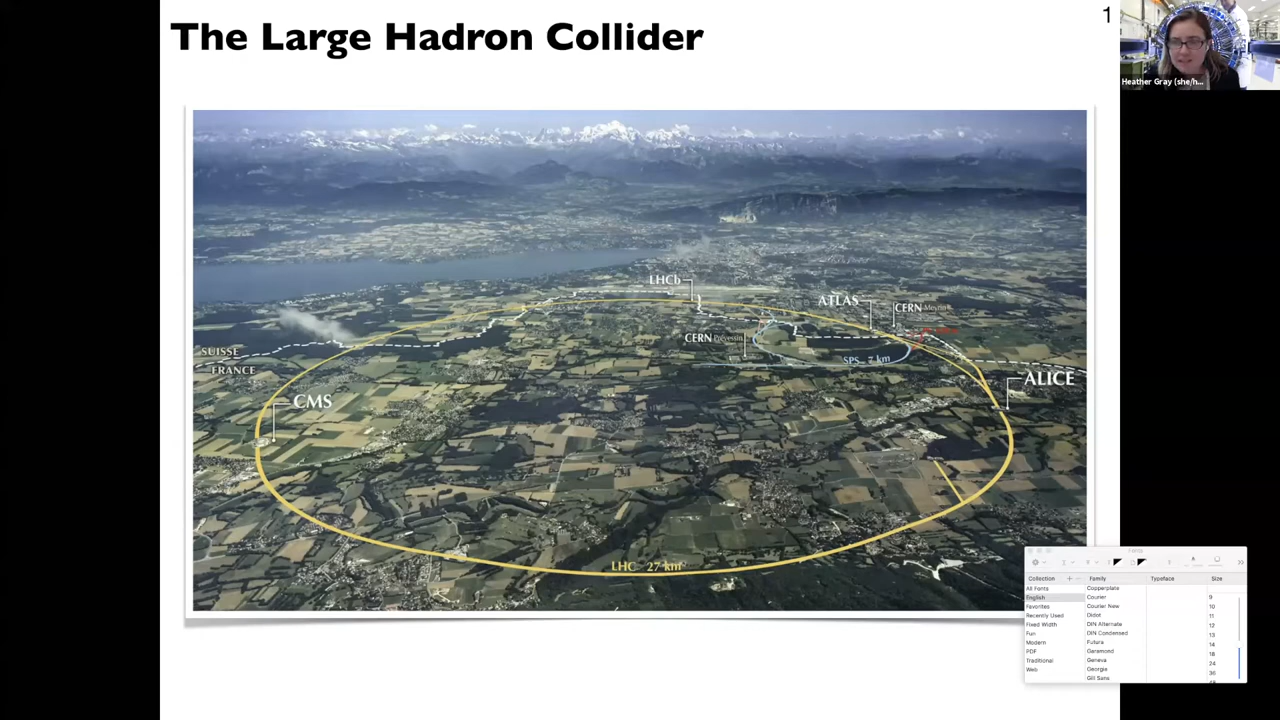 The Large Hadron Collider
1
Heather Gray (she/h...
LHCb
ATLAS
CERN Meyrin
CERN Prévessin
SPS 7 km
SUISSE
FRANCE
CMS
ALICE
LHC 27 km
Collection
Family
Typeface
Size
All Fonts
English
Favorites
Recently Used
Fixed Width
Fun
Modern
PDF
Traditional
Web
Copperplate
Courier
Courier New
Didot
DIN Alternate
DIN Condensed
Futura
Garamond
Geneva
Georgia
Gill Sans
9
10
11
12
13
14
18
24
36